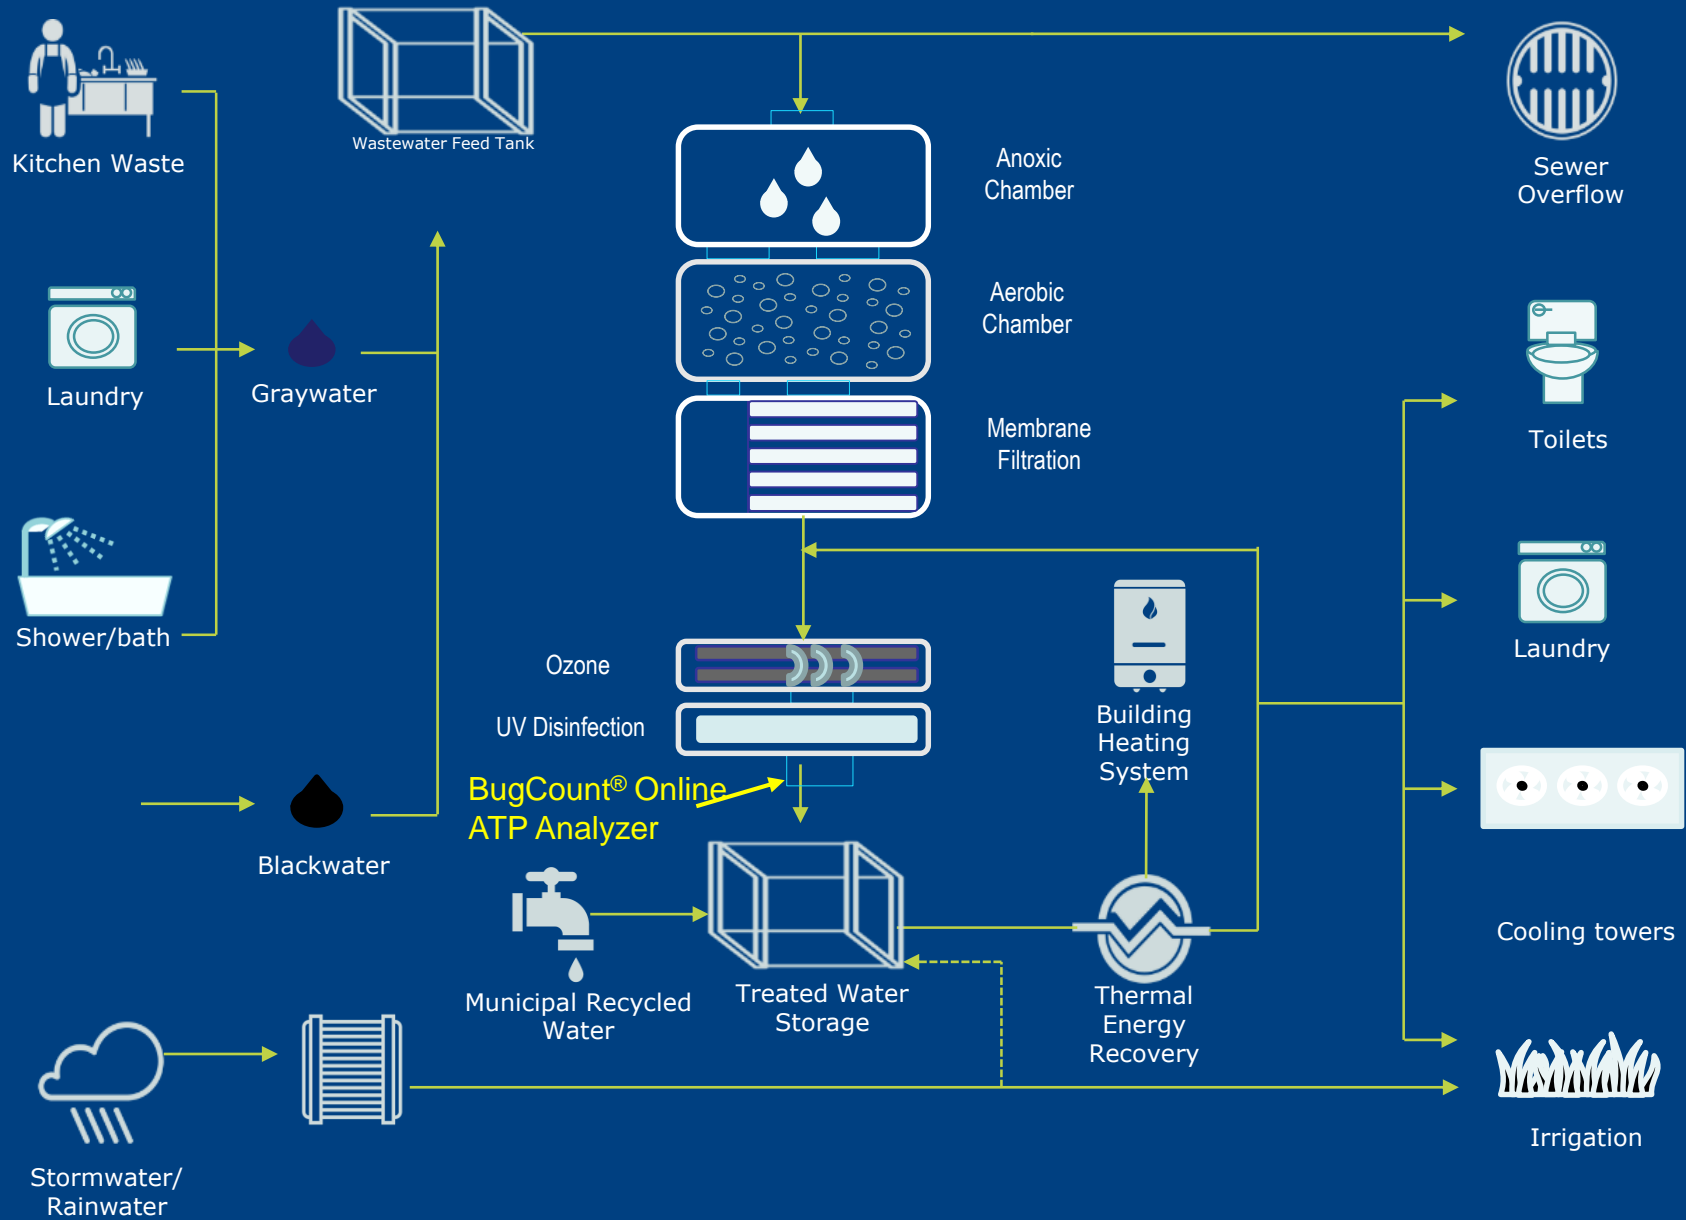 Kitchen Waste
Wastewater Feed Tank
Anoxic
Chamber
Sewer
Overflow
Aerobic
Chamber
Laundry
Graywater
Membrane
Filtration
Toilets
Shower/bath
Ozone
UV Disinfection
Building
Heating
System
Laundry
BugCount® Online
ATP Analyzer
Blackwater
Cooling towers
Municipal Recycled
Water
Treated Water
Storage
Thermal
Energy
Recovery
Irrigation
Stormwater/
Rainwater